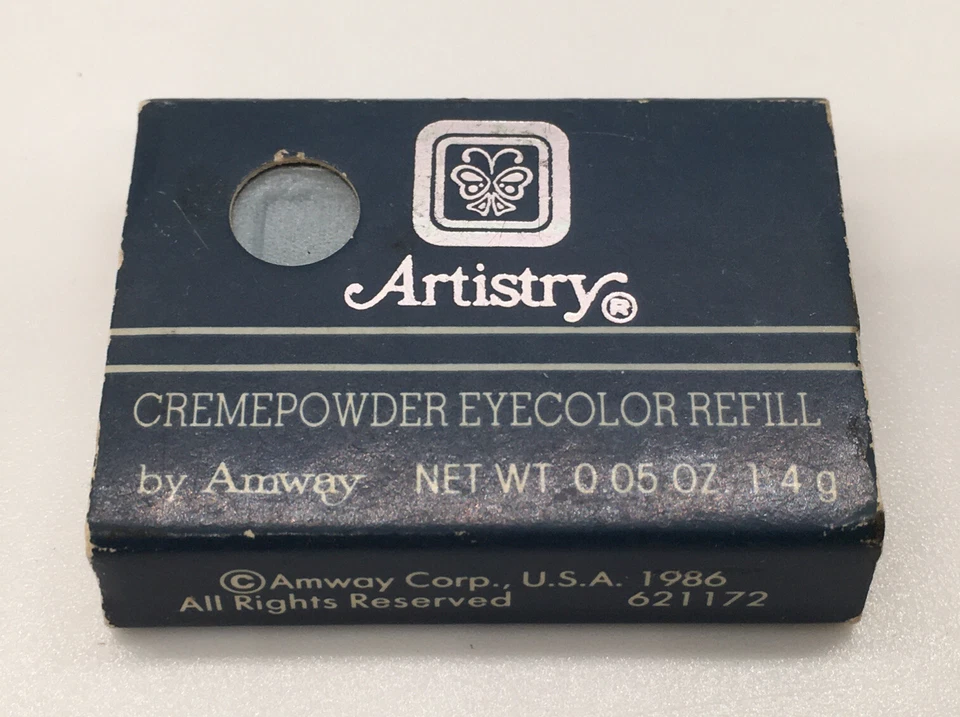 Artistry®
CREMEPOWDER EYECOLOR REFILL
by Amway NET WT. 0.05 OZ. 1.4 g
©Amway Corp., U.S.A. 1986
All Rights Reserved 621172